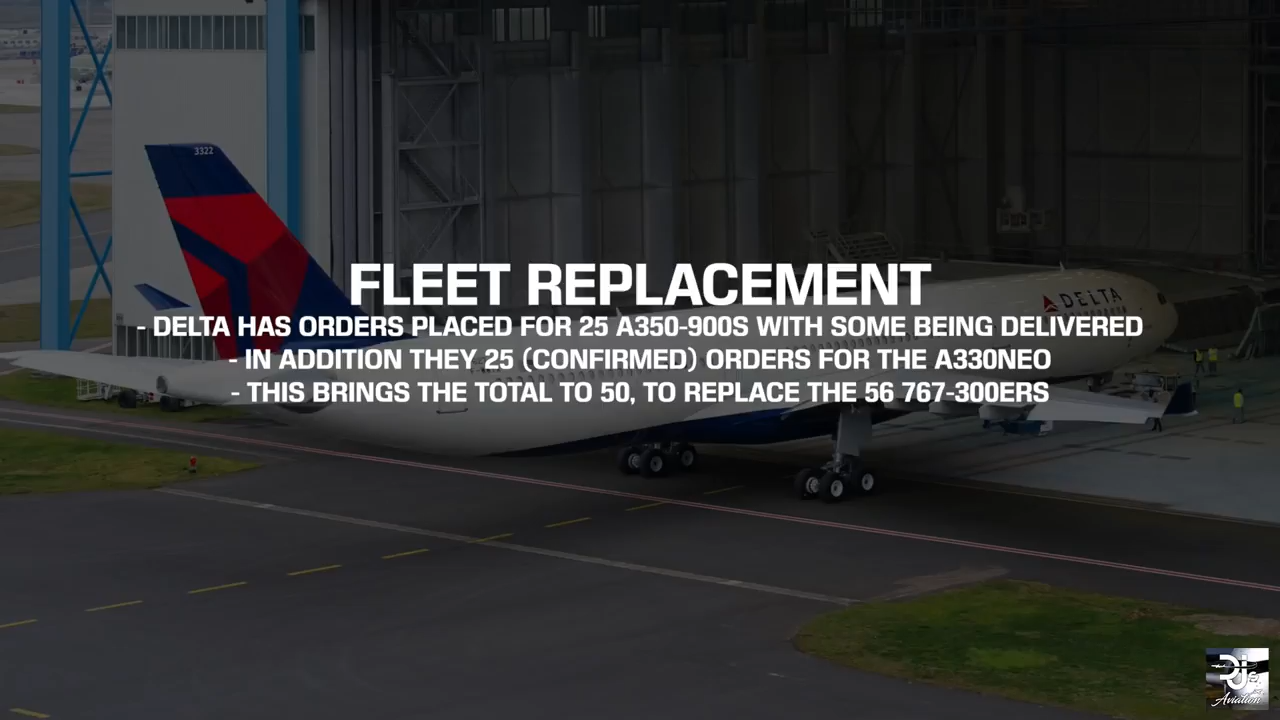 3322
DELTA
FLEET REPLACEMENT
- DELTA HAS ORDERS PLACED FOR 25 A350-900S WITH SOME BEING DELIVERED
- IN ADDITION THEY 25 (CONFIRMED) ORDERS FOR THE A330NEO
- THIS BRINGS THE TOTAL TO 50, TO REPLACE THE 56 767-300ERS
Aviation